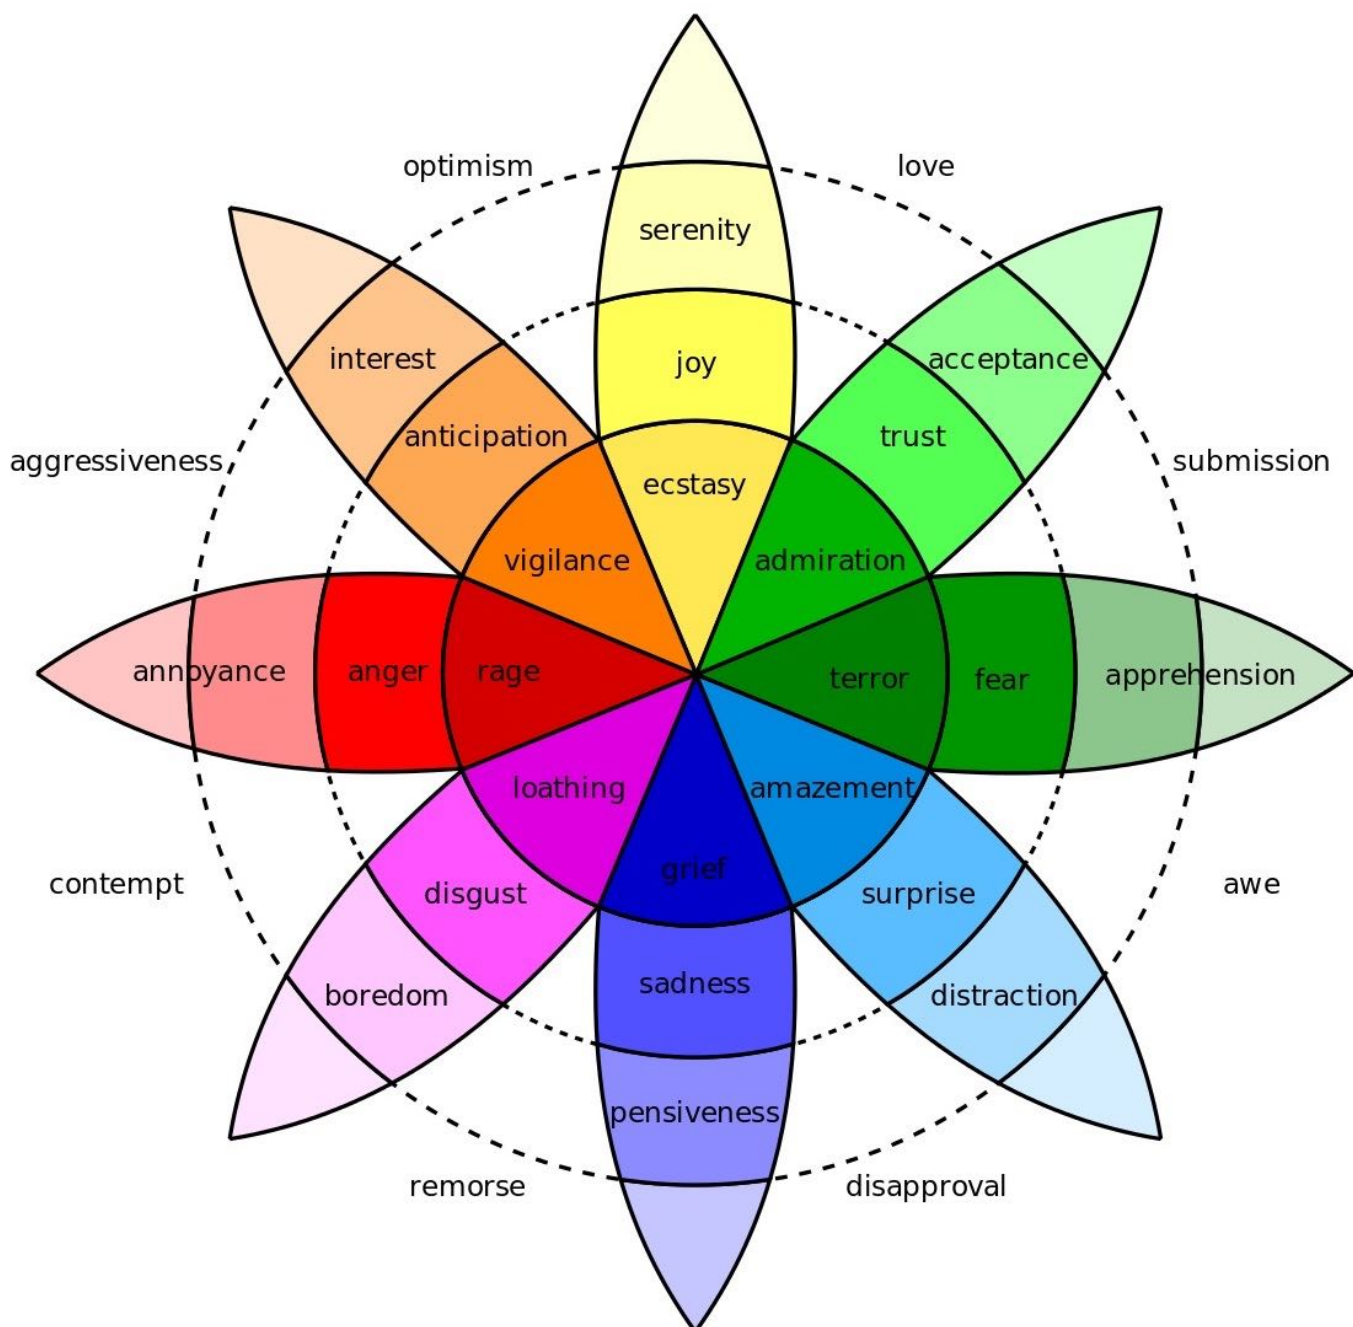 optimism
love
serenity
interest
acceptance
joy
anticipation
trust
aggressiveness
submission
ecstasy
vigilance
admiration
annoyance
anger
rage
terror
fear
apprehension
loathing
amazement
grief
contempt
awe
disgust
surprise
sadness
boredom
distraction
pensiveness
remorse
disapproval